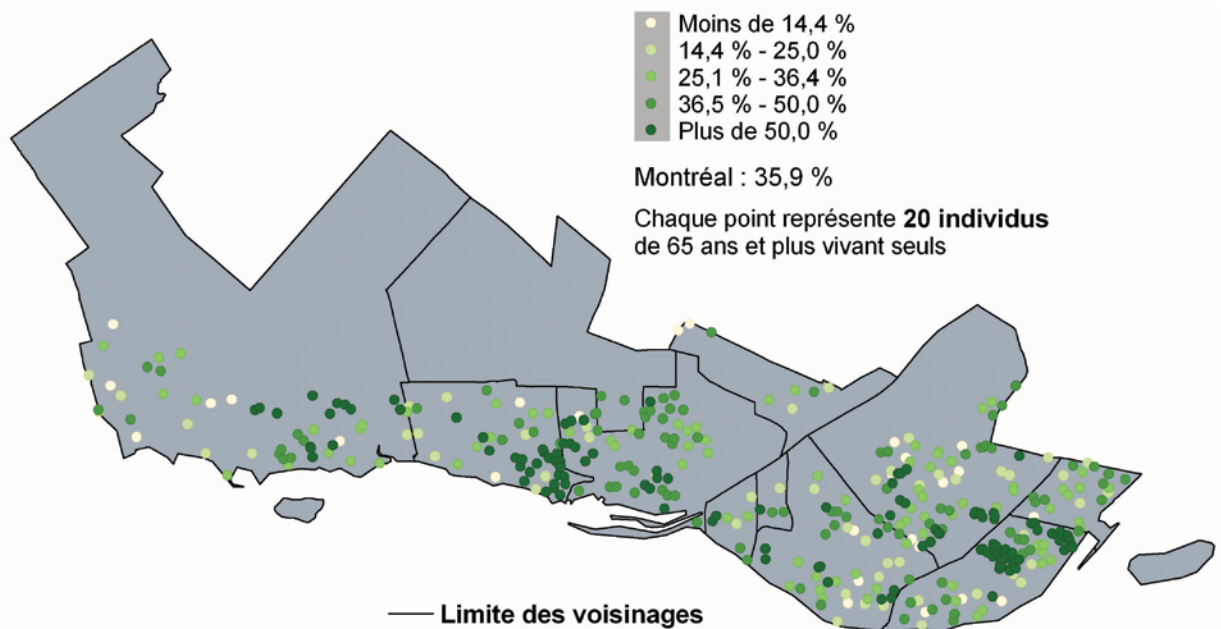 Moins de 14,4 %
14,4 % - 25,0 %
25,1 % - 36,4 %
36,5 % - 50,0 %
Plus de 50,0 %
Montréal : 35,9 %
Chaque point représente 20 individus
de 65 ans et plus vivant seuls
Limite des voisinages